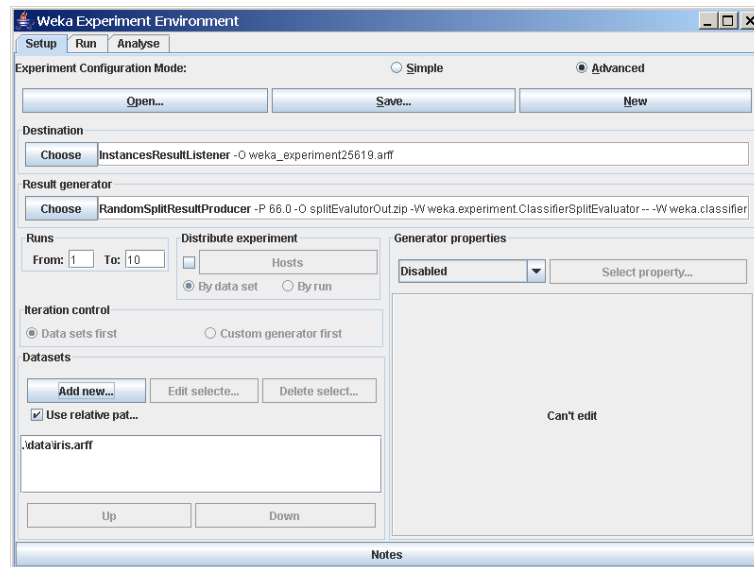 Weka Experiment Environment
Setup Run Analyse
Experiment Configuration Mode: Simple Advanced
Open... Save... New
Destination
Choose InstancesResultListener -O weka_experiment25619.arff
Result generator
Choose RandomSplitResultProducer -P 66.0 -O splitEvalutorOut.zip -W weka.experiment.ClassifierSplitEvaluator -- -W weka.classifier
Runs Distribute experiment Generator properties
From: 1 To: 10 Hosts Disabled Select property...
By data set By run
Iteration control
Data sets first Custom generator first
Datasets
Add new... Edit selecte... Delete select...
Use relative pat... Can't edit
.\data\iris.arff
Up Down
Notes